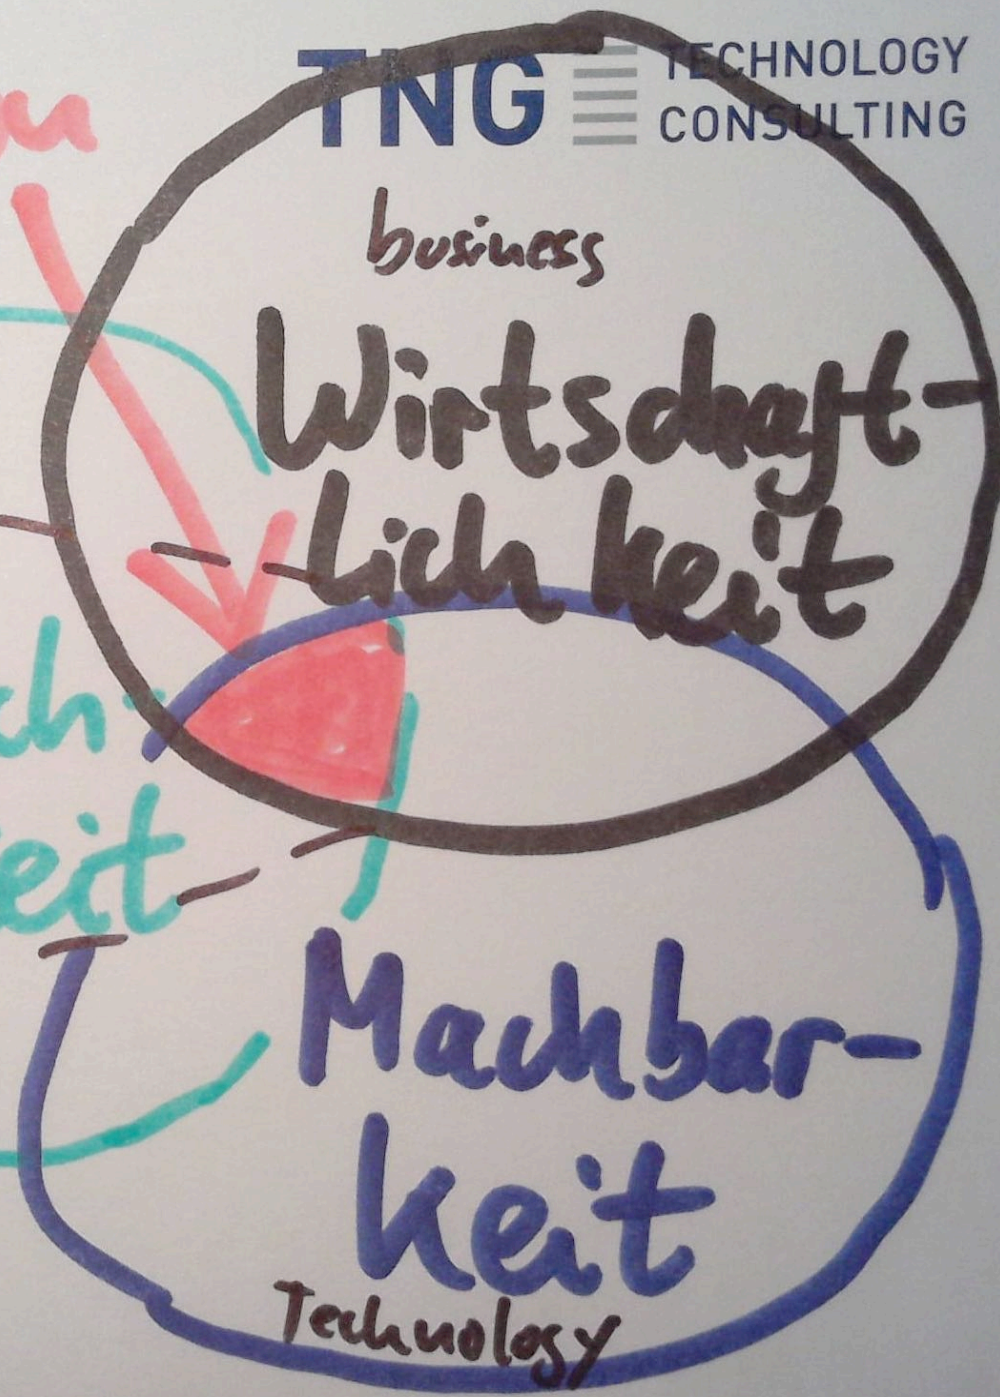 TNG TECHNOLOGY
CONSULTING
business
Wirtschaft-
lichkeit
Machbar-
keit
Technology